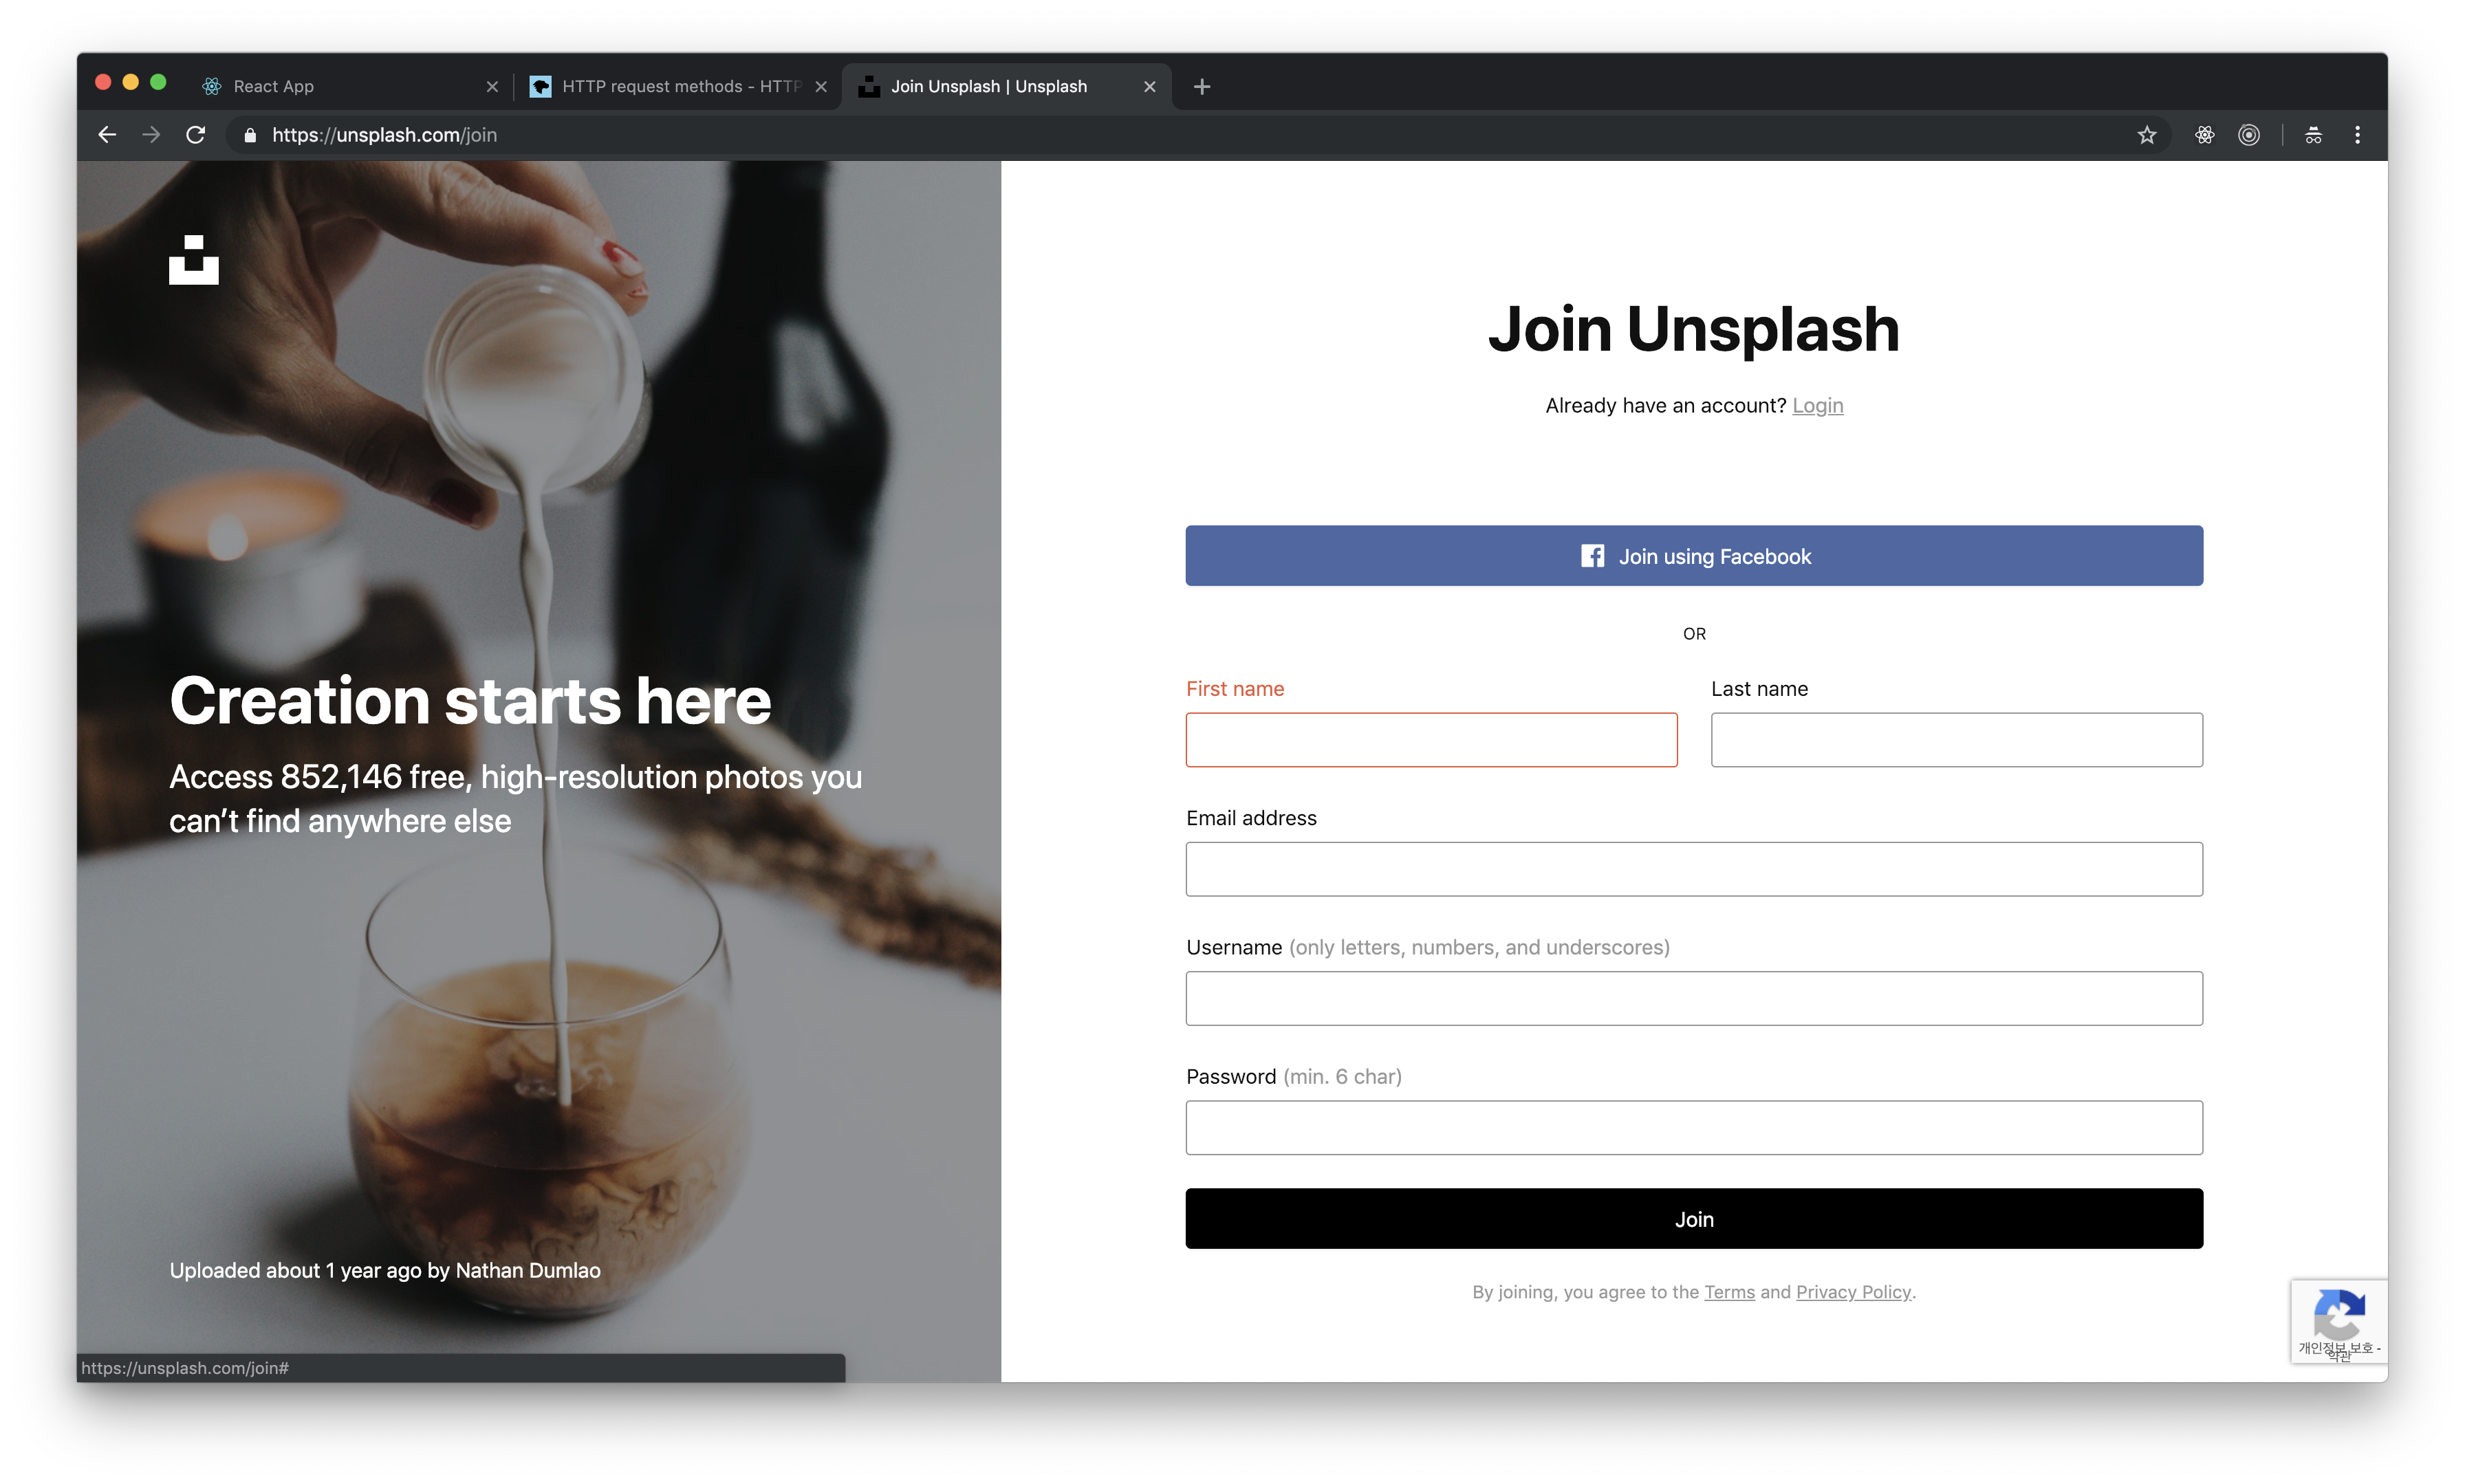 React App
HTTP request methods - HTTP
Join Unsplash | Unsplash
https://unsplash.com/join
Creation starts here
Access 852,146 free, high-resolution photos you
can’t find anywhere else
Uploaded about 1 year ago by Nathan Dumlao
https://unsplash.com/join#
Join Unsplash
Already have an account? Login
Join using Facebook
OR
First name
Last name
Email address
Username (only letters, numbers, and underscores)
Password (min. 6 char)
Join
By joining, you agree to the Terms and Privacy Policy.
개인정보 보호 -
약관